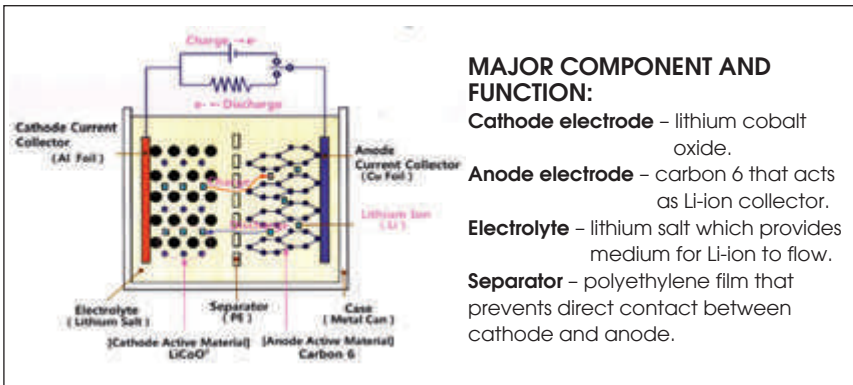 Charge →e-
e- ← Discharge
Cathode Current
Collector
(Al Foil)
Anode
Current Collector
(Cu Foil)
Charge
Lithium Ion
(Li)
Discharge
Electrolyte
(Lithium Salt)
Separator
(PE)
Case
(Metal Can)
[Cathode Active Material]
LiCoO²
[Anode Active Material]
Carbon 6
MAJOR COMPONENT AND
FUNCTION:
Cathode electrode – lithium cobalt
oxide.
Anode electrode – carbon 6 that acts
as Li-ion collector.
Electrolyte – lithium salt which provides
medium for Li-ion to flow.
Separator – polyethylene film that
prevents direct contact between
cathode and anode.